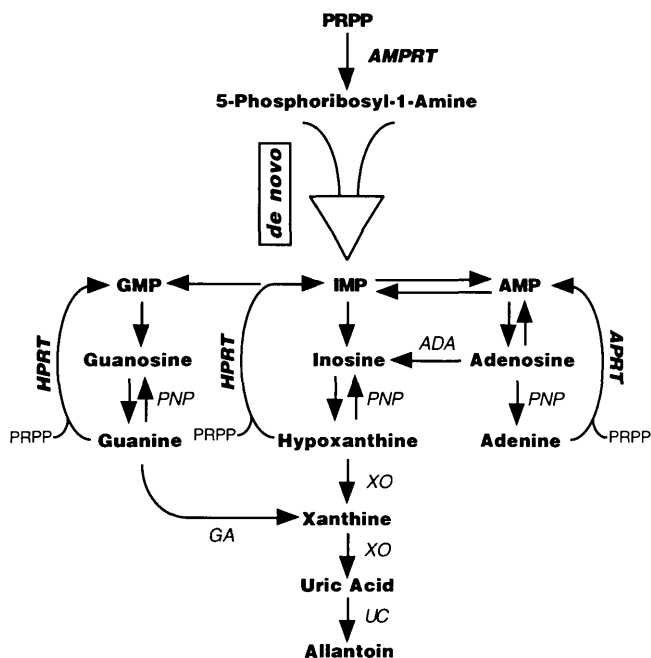 PRPP
AMPRT
5-Phosphoribosyl-1-Amine
de novo
GMP IMP AMP
ADA
Guanosine Inosine Adenosine
HPRT HPRT APRT
PNP PNP PNP
PRPP Guanine PRPP Hypoxanthine Adenine PRPP
XO
Xanthine
GA
XO
Uric Acid
UC
Allantoin